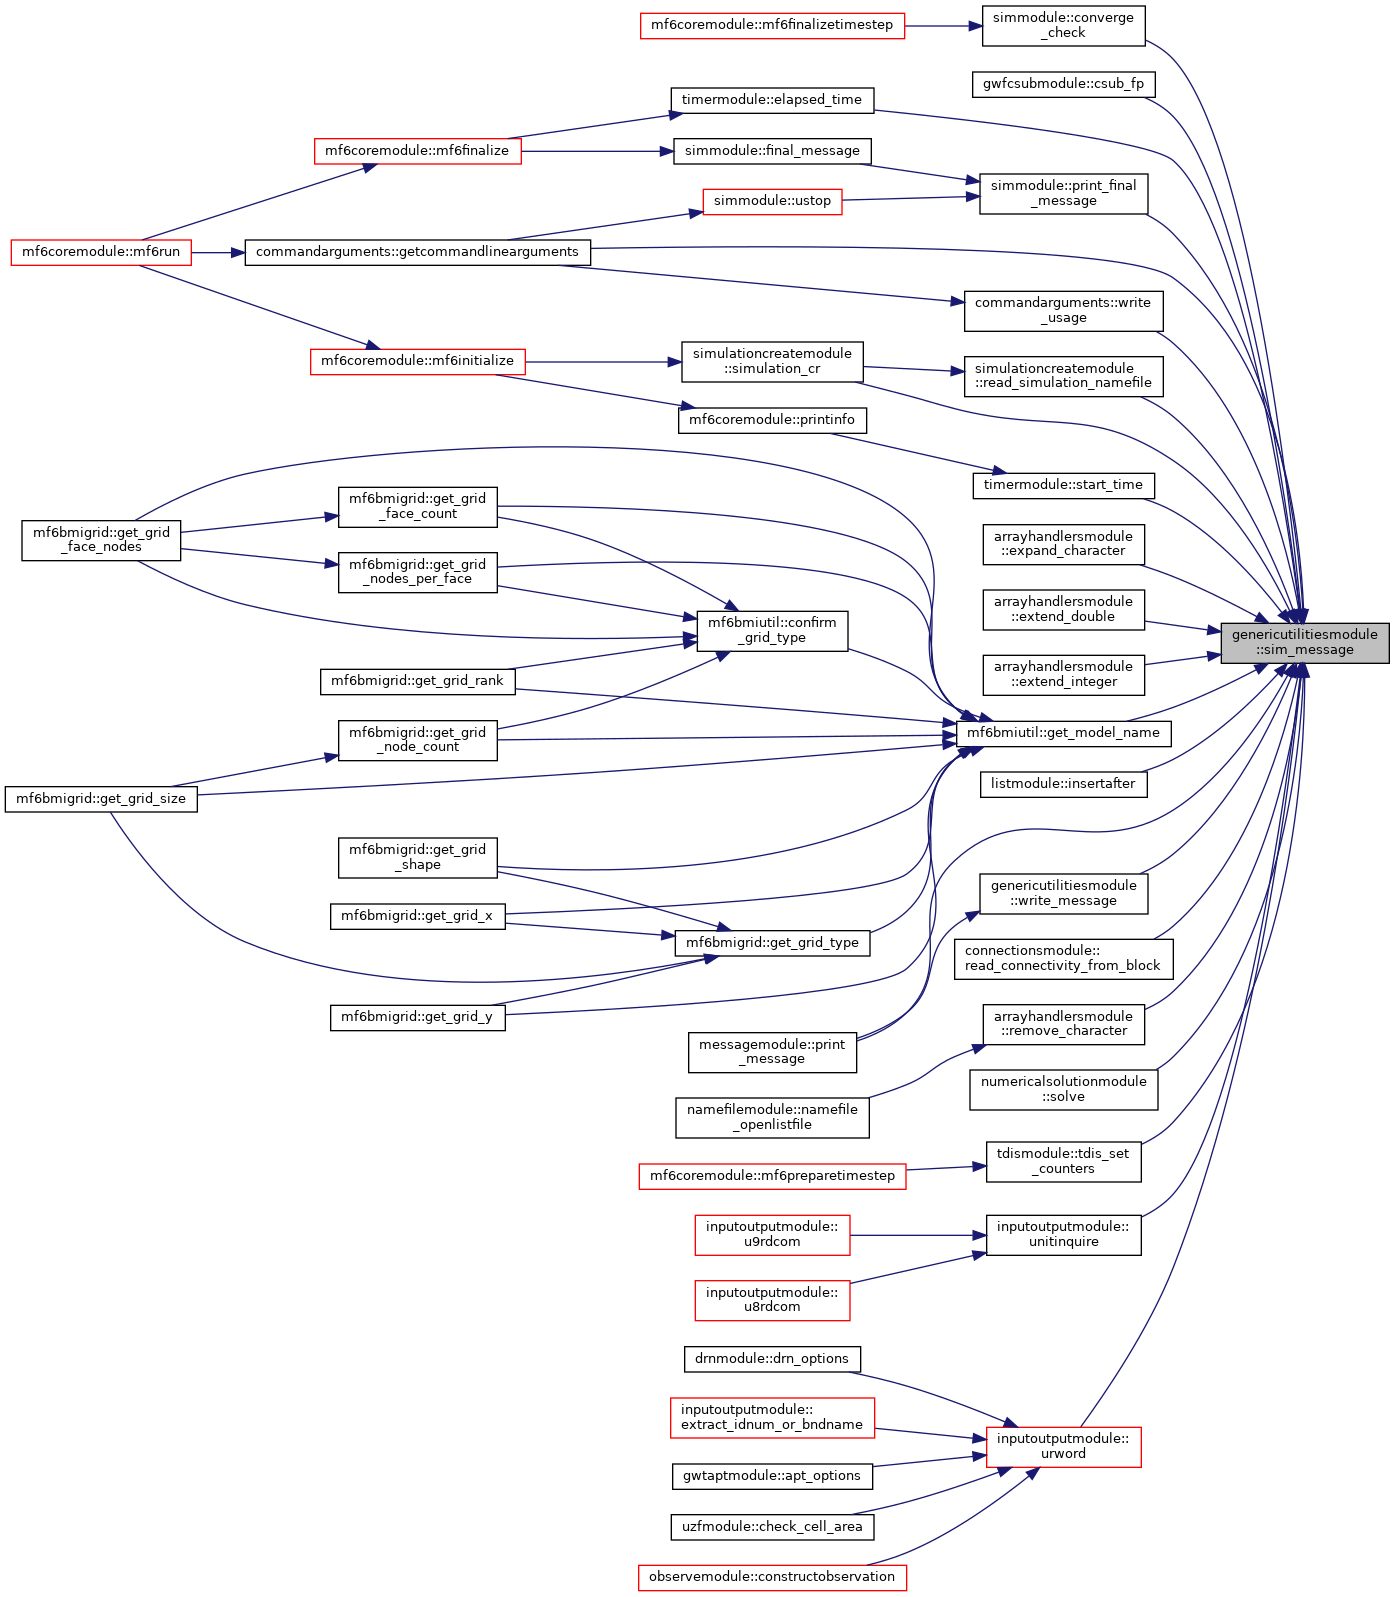 mf6coremodule::mf6finalizetimestep
simmodule::converge
_check
gwfcsubmodule::csub_fp
timermodule::elapsed_time
mf6coremodule::mf6finalize
simmodule::final_message
simmodule::print_final
_message
simmodule::ustop
mf6coremodule::mf6run
commandarguments::getcommandlinearguments
commandarguments::write
_usage
mf6coremodule::mf6initialize
simulationcreatemodule
::simulation_cr
simulationcreatemodule
::read_simulation_namefile
mf6coremodule::printinfo
timermodule::start_time
mf6bmigrid::get_grid
_face_count
mf6bmigrid::get_grid
_face_nodes
arrayhandlersmodule
::expand_character
mf6bmigrid::get_grid
_nodes_per_face
arrayhandlersmodule
::extend_double
mf6bmiutil::confirm
_grid_type
genericutilitiesmodule
::sim_message
arrayhandlersmodule
::extend_integer
mf6bmigrid::get_grid_rank
mf6bmigrid::get_grid
_node_count
mf6bmiutil::get_model_name
listmodule::insertafter
mf6bmigrid::get_grid_size
mf6bmigrid::get_grid
_shape
genericutilitiesmodule
::write_message
mf6bmigrid::get_grid_x
mf6bmigrid::get_grid_type
connectionsmodule::
read_connectivity_from_block
mf6bmigrid::get_grid_y
arrayhandlersmodule
::remove_character
messagemodule::print
_message
numericalsolutionmodule
::solve
namefilemodule::namefile
_openlistfile
tdismodule::tdis_set
_counters
mf6coremodule::mf6preparetimestep
inputoutputmodule::
u9rdcom
inputoutputmodule::
unitinquire
inputoutputmodule::
u8rdcom
drnmodule::drn_options
inputoutputmodule::
extract_idnum_or_bndname
inputoutputmodule::
urword
gwtaptmodule::apt_options
uzfmodule::check_cell_area
observemodule::constructobservation